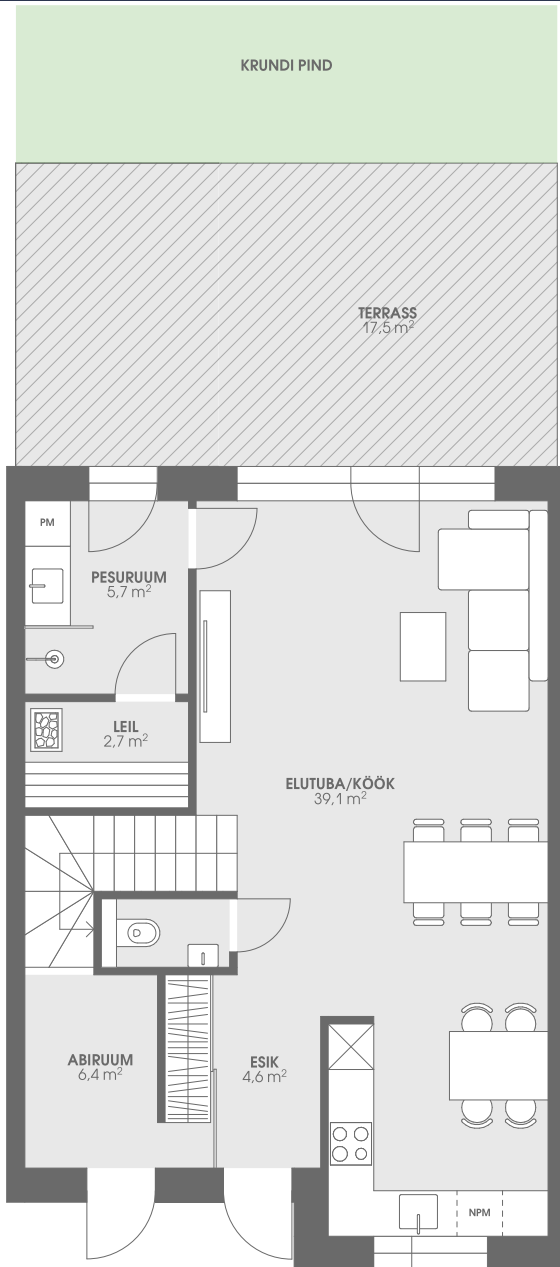 KRUNDI PIND
TERRASS
17,5 m²
PM
PESURUUM
5,7 m²
LEIL
2,7 m²
ELUTUBA/KÖÖK
39,1 m²
ABIRUUM
6,4 m²
ESIK
4,6 m²
NPM